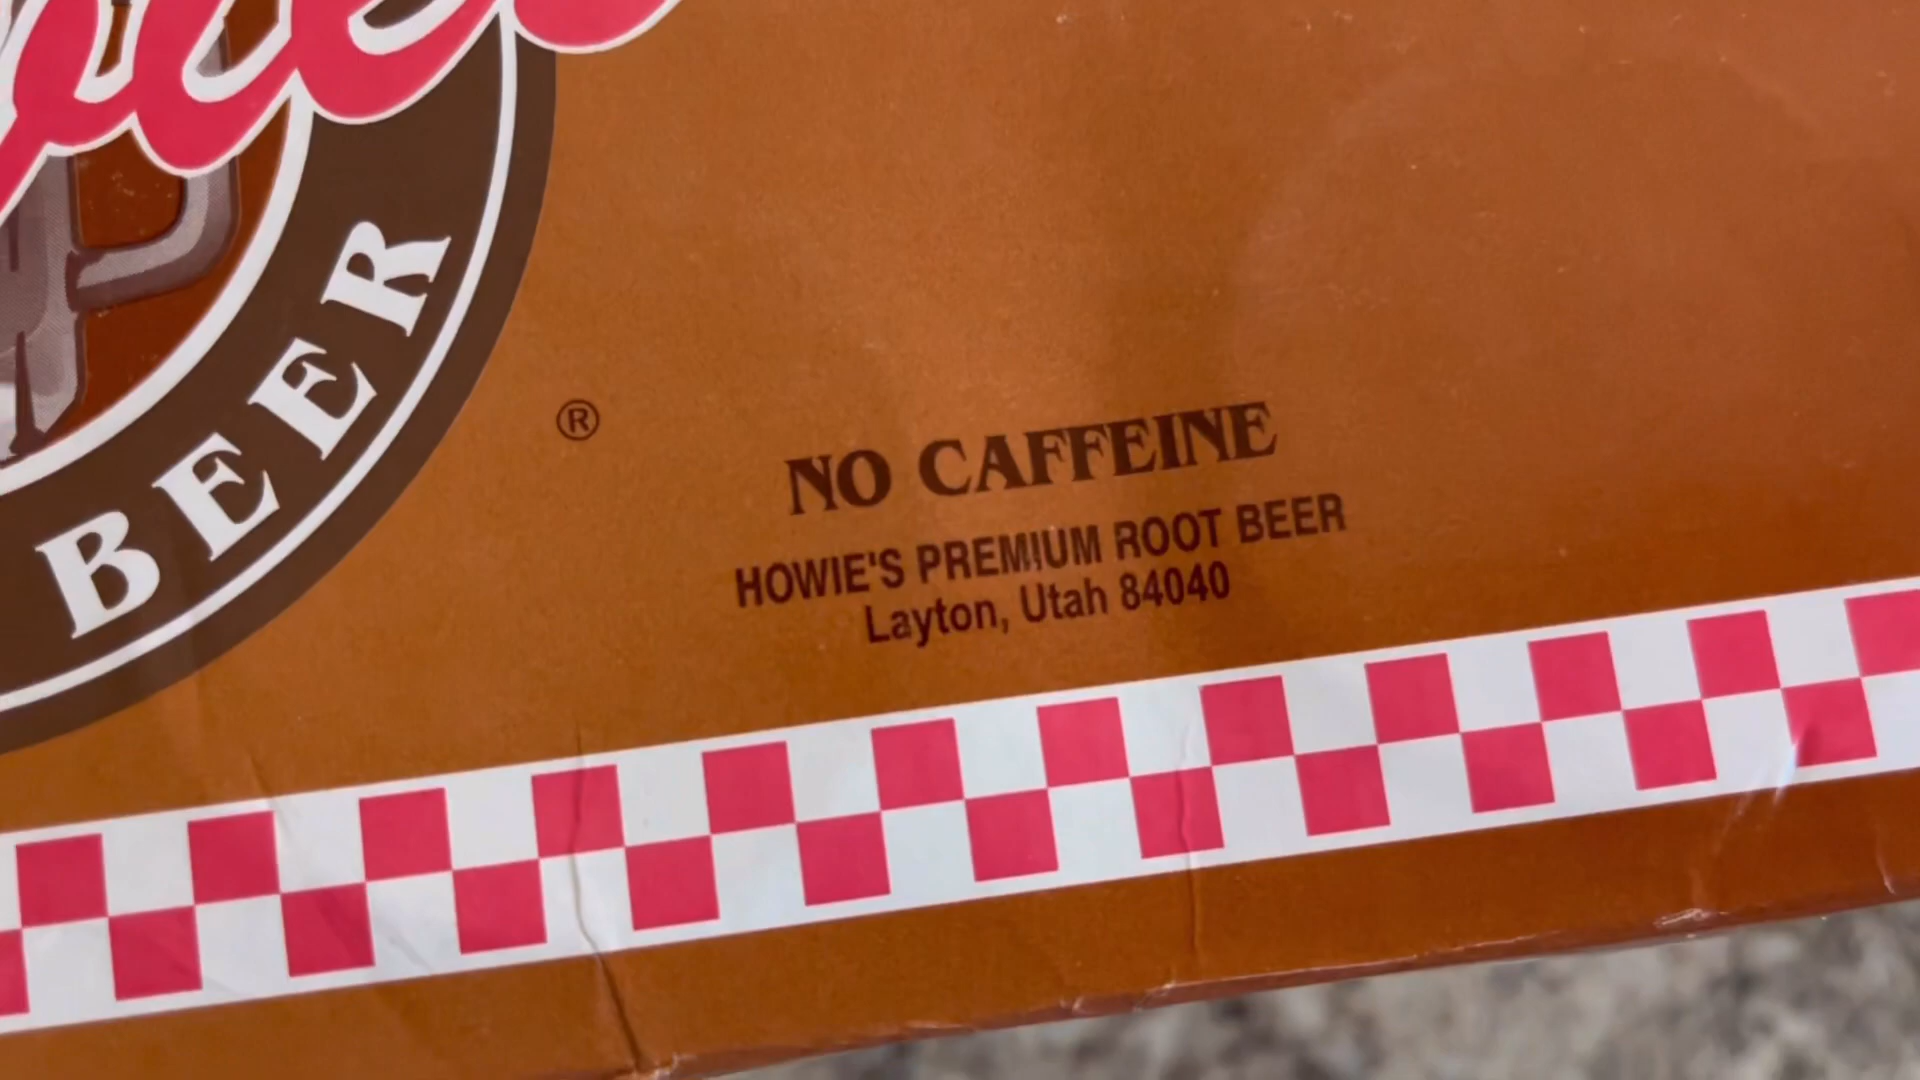 BEER
®
NO CAFFEINE
HOWIE'S PREMIUM ROOT BEER
Layton, Utah 84040